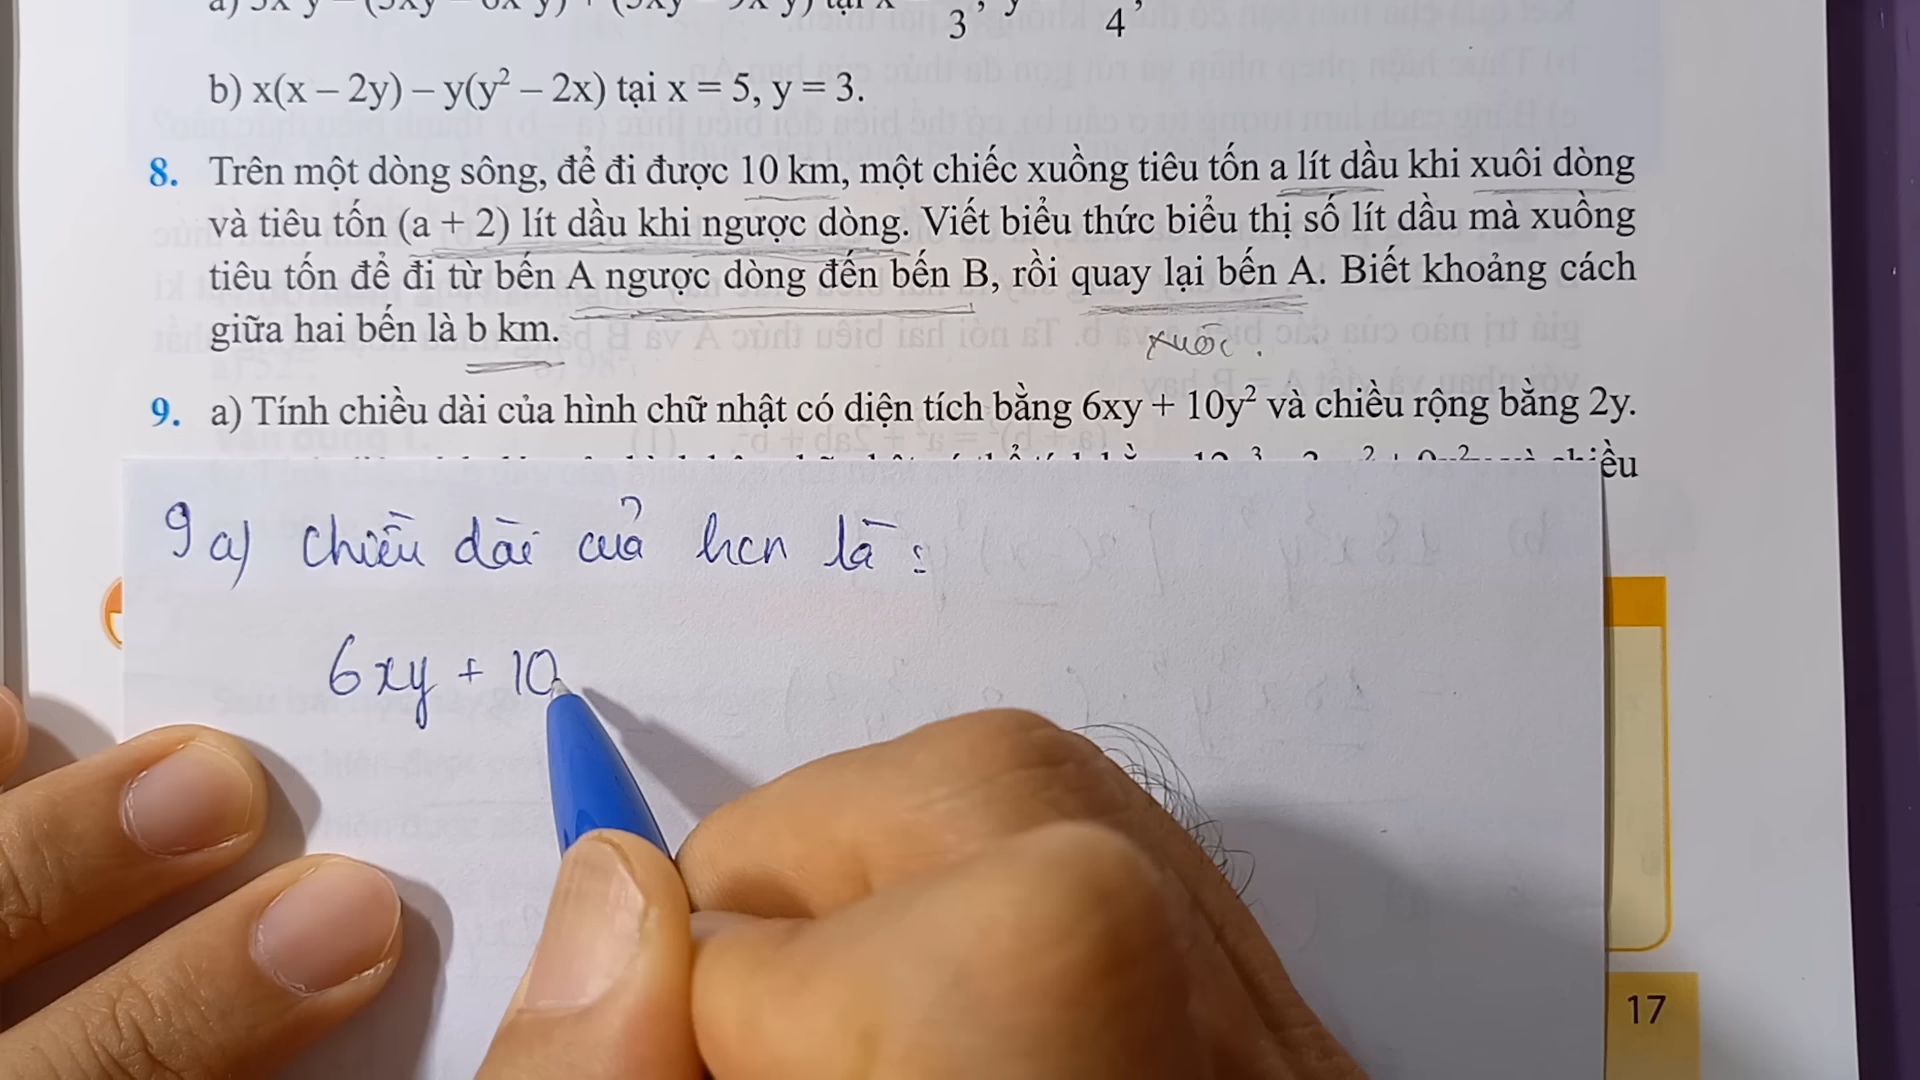 b) x(x – 2y) – y(y² – 2x) tại x = 5, y = 3.
8. Trên một dòng sông, để đi được 10 km, một chiếc xuồng tiêu tốn a lít dầu khi xuôi dòng
và tiêu tốn (a + 2) lít dầu khi ngược dòng. Viết biểu thức biểu thị số lít dầu mà xuồng
tiêu tốn để đi từ bến A ngược dòng đến bến B, rồi quay lại bến A. Biết khoảng cách
giữa hai bến là b km.
9. a) Tính chiều dài của hình chữ nhật có diện tích bằng 6xy + 10y² và chiều rộng bằng 2y.
9a) chiều dài của hcn là :
6xy + 10
17